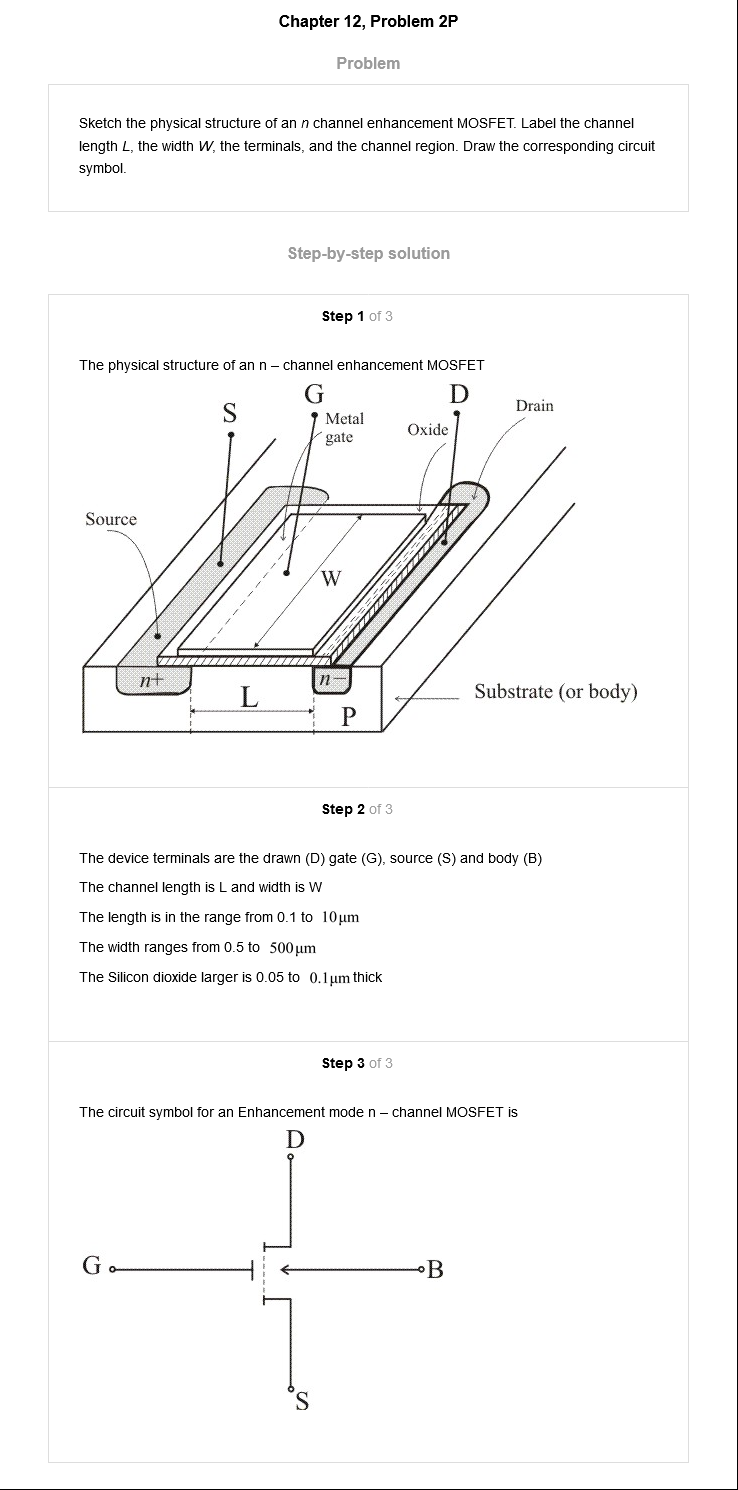 Chapter 12, Problem 2P
Problem
Sketch the physical structure of an n channel enhancement MOSFET. Label the channel
length L, the width W, the terminals, and the channel region. Draw the corresponding circuit
symbol.
Step-by-step solution
Step 1 of 3
The physical structure of an n – channel enhancement MOSFET
G
D
S
Drain
Metal
gate
Oxide
Source
W
n+
L
n−
P
Substrate (or body)
Step 2 of 3
The device terminals are the drawn (D) gate (G), source (S) and body (B)
The channel length is L and width is W
The length is in the range from 0.1 to 10 μm
The width ranges from 0.5 to 500 μm
The Silicon dioxide larger is 0.05 to 0.1 μm thick
Step 3 of 3
The circuit symbol for an Enhancement mode n – channel MOSFET is
D
G
B
S